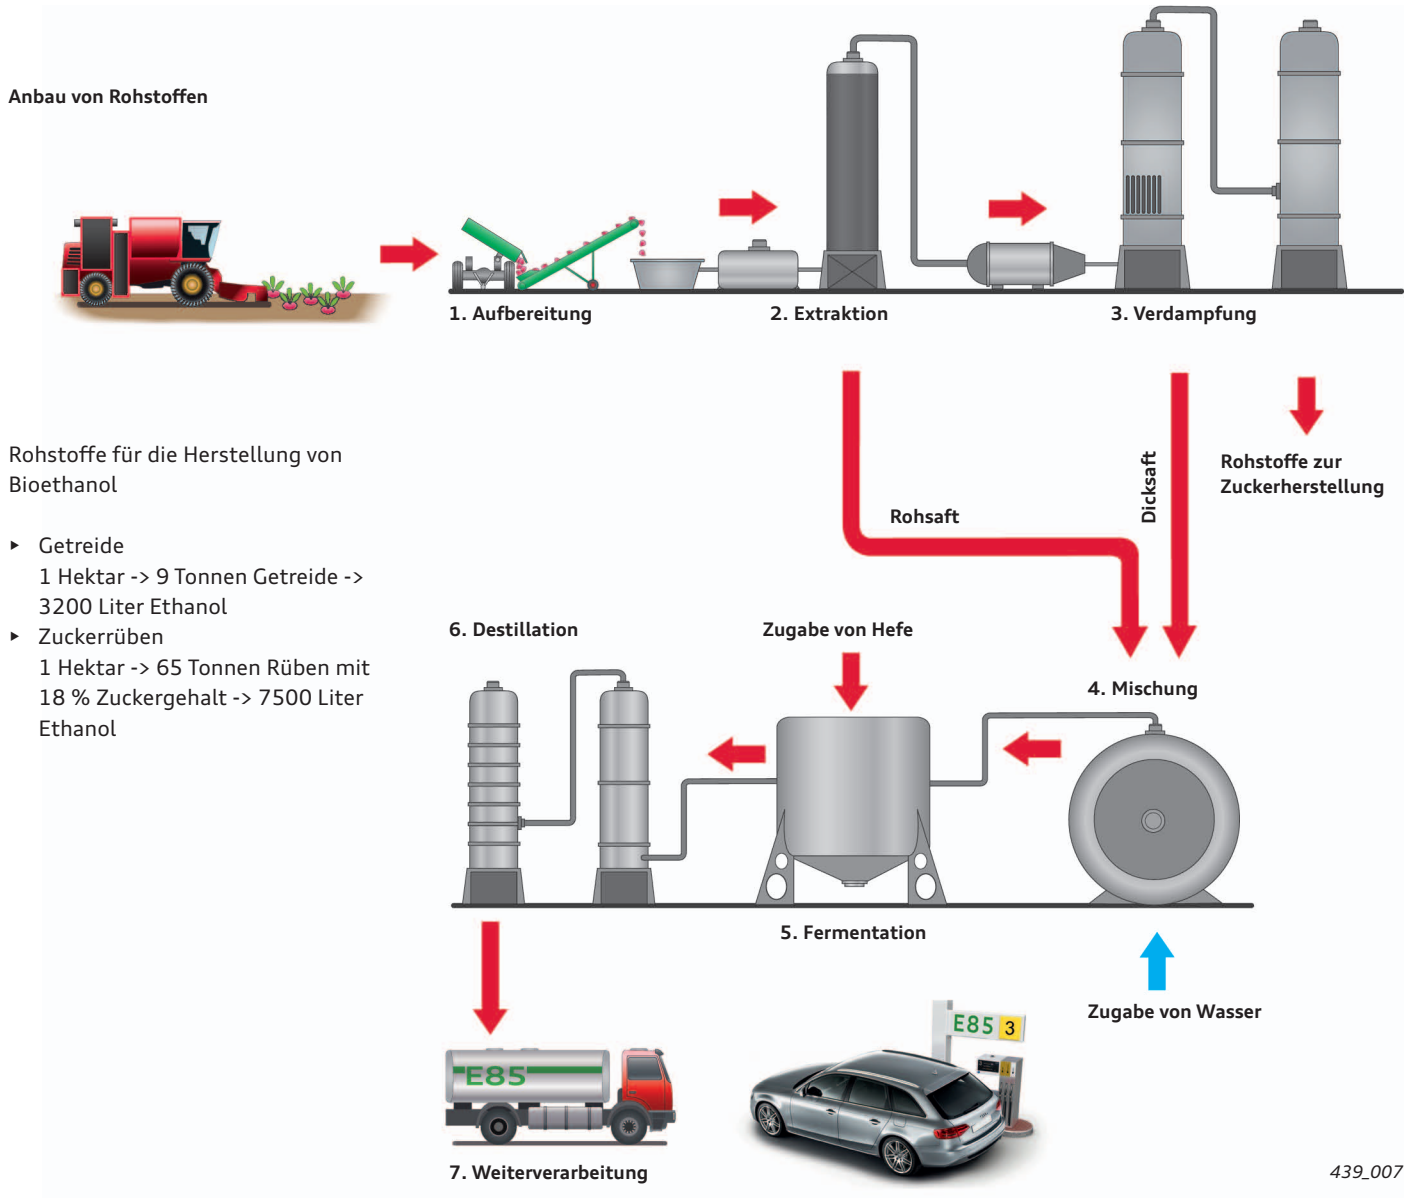 Anbau von Rohstoffen
1. Aufbereitung
2. Extraktion
3. Verdampfung
Rohstoffe für die Herstellung von
Bioethanol
▸ Getreide
1 Hektar -> 9 Tonnen Getreide ->
3200 Liter Ethanol
▸ Zuckerrüben
1 Hektar -> 65 Tonnen Rüben mit
18 % Zuckergehalt -> 7500 Liter
Ethanol
Rohsaft
Dicksaft
Rohstoffe zur
Zuckerherstellung
6. Destillation
Zugabe von Hefe
4. Mischung
5. Fermentation
Zugabe von Wasser
E85
E85 3
7. Weiterverarbeitung
439_007